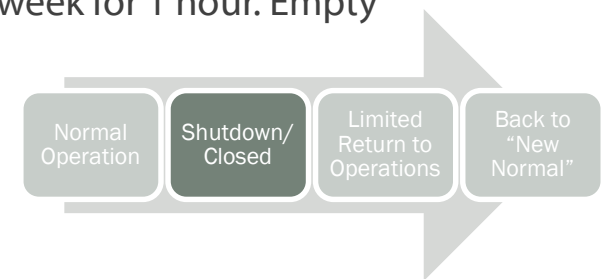 week for 1 hour. Empty
Normal
Operation
Shutdown/
Closed
Limited
Return to
Operations
Back to
“New
Normal”